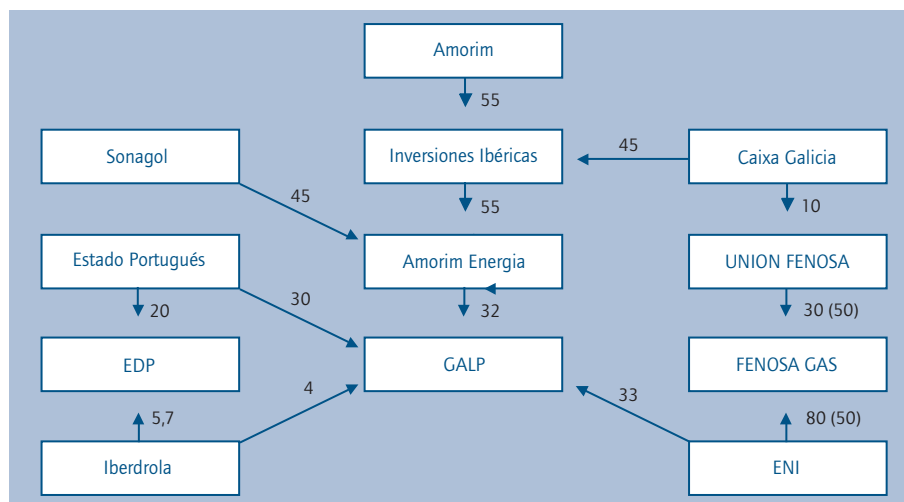 Amorim
55
Sonagol
Inversiones Ibéricas
45
Caixa Galicia
45
55
10
Estado Portugués
Amorim Energia
UNION FENOSA
20
30
32
30 (50)
EDP
GALP
FENOSA GAS
5,7
4
33
80 (50)
Iberdrola
ENI